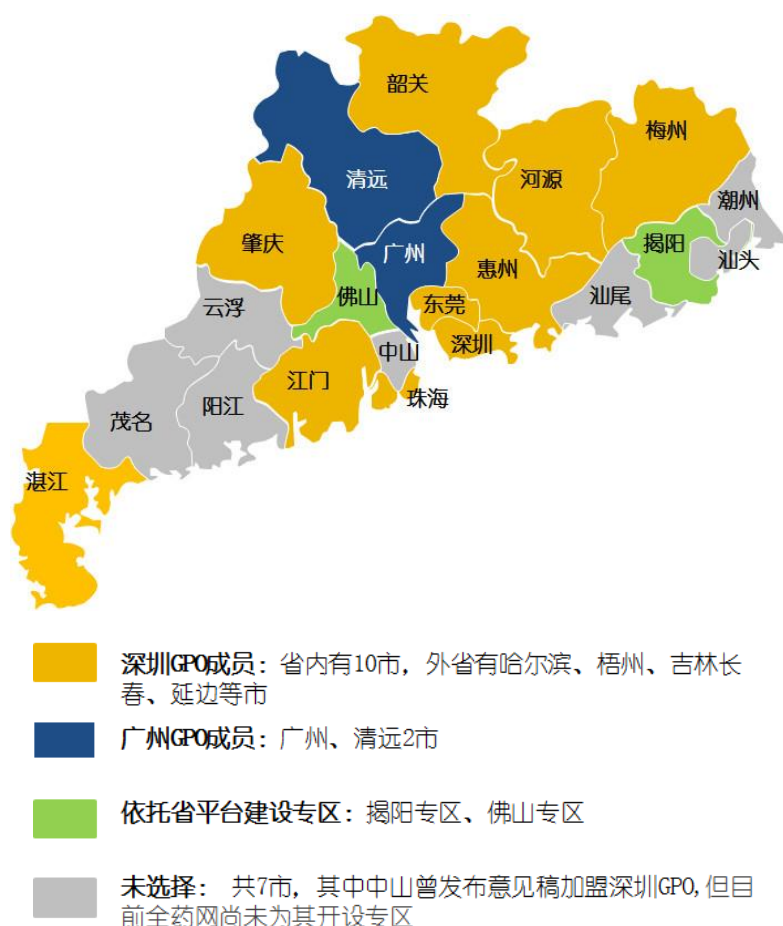 韶关
梅州
清远
河源
潮州
肇庆
广州
惠州
揭阳
汕头
佛山
东莞
汕尾
云浮
深圳
中山
江门
珠海
茂名
阳江
湛江
深圳GPO成员：省内有10市，外省有哈尔滨、梧州、吉林长
春、延边等市
广州GPO成员：广州、清远2市
依托省平台建设专区：揭阳专区、佛山专区
未选择： 共7市，其中中山曾发布意见稿加盟深圳GPO,但目
前全药网尚未为其开设专区